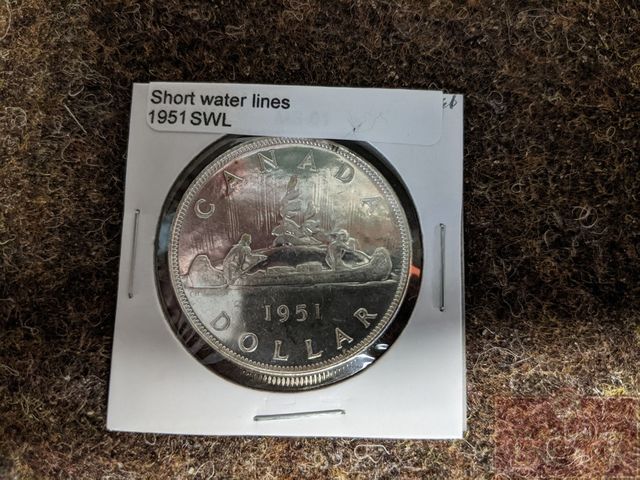 Short water lines
1951 SWL
CANADA
1951
DOLLAR